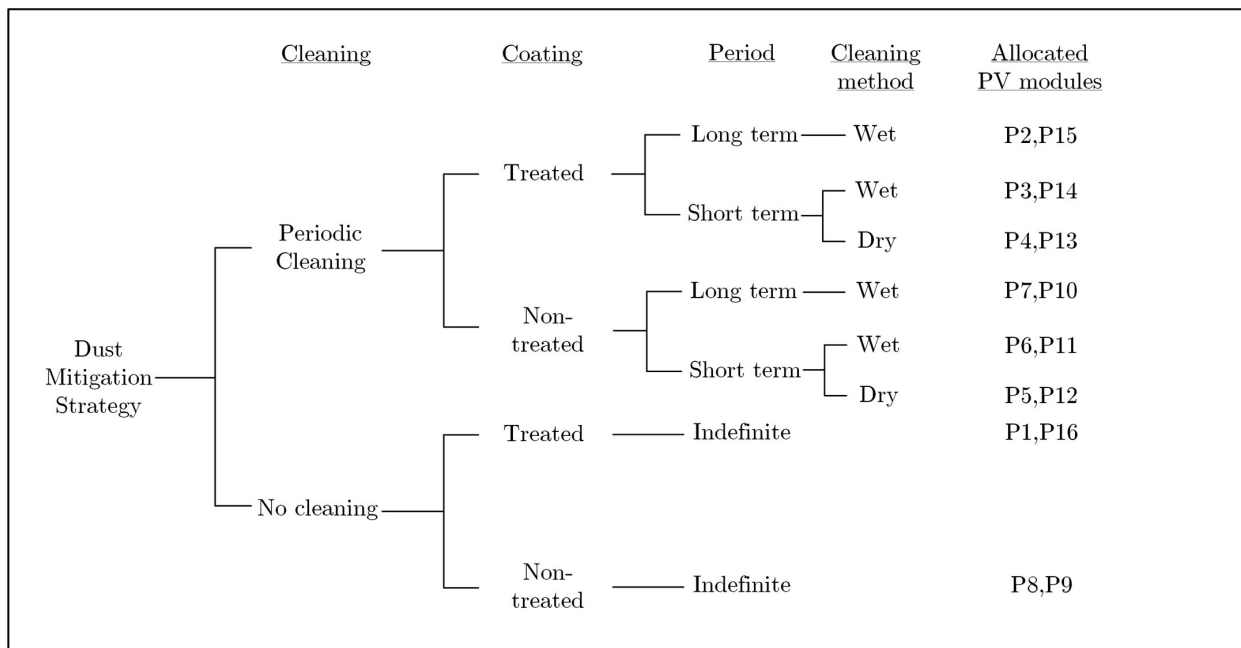 Cleaning Coating Period Cleaning method Allocated PV modules
Long term Wet P2,P15
Treated
Wet P3,P14
Short term
Periodic Cleaning
Dry P4,P13
Long term Wet P7,P10
Non-treated
Wet P6,P11
Dust Mitigation Strategy
Short term
Dry P5,P12
Treated Indefinite P1,P16
No cleaning
Non-treated Indefinite P8,P9